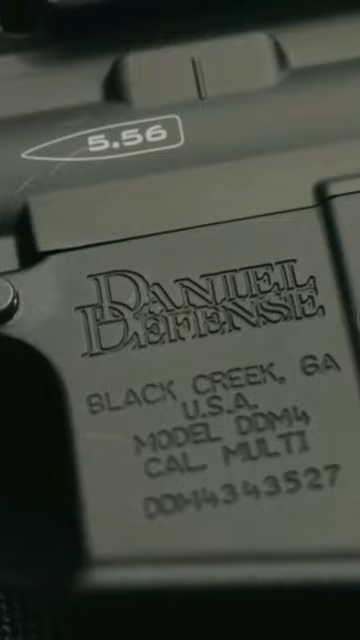 5.56
DANIEL
DEFENSE
BLACK CREEK, GA
U.S.A.
MODEL DDM4
CAL. MULTI
DDM4343527